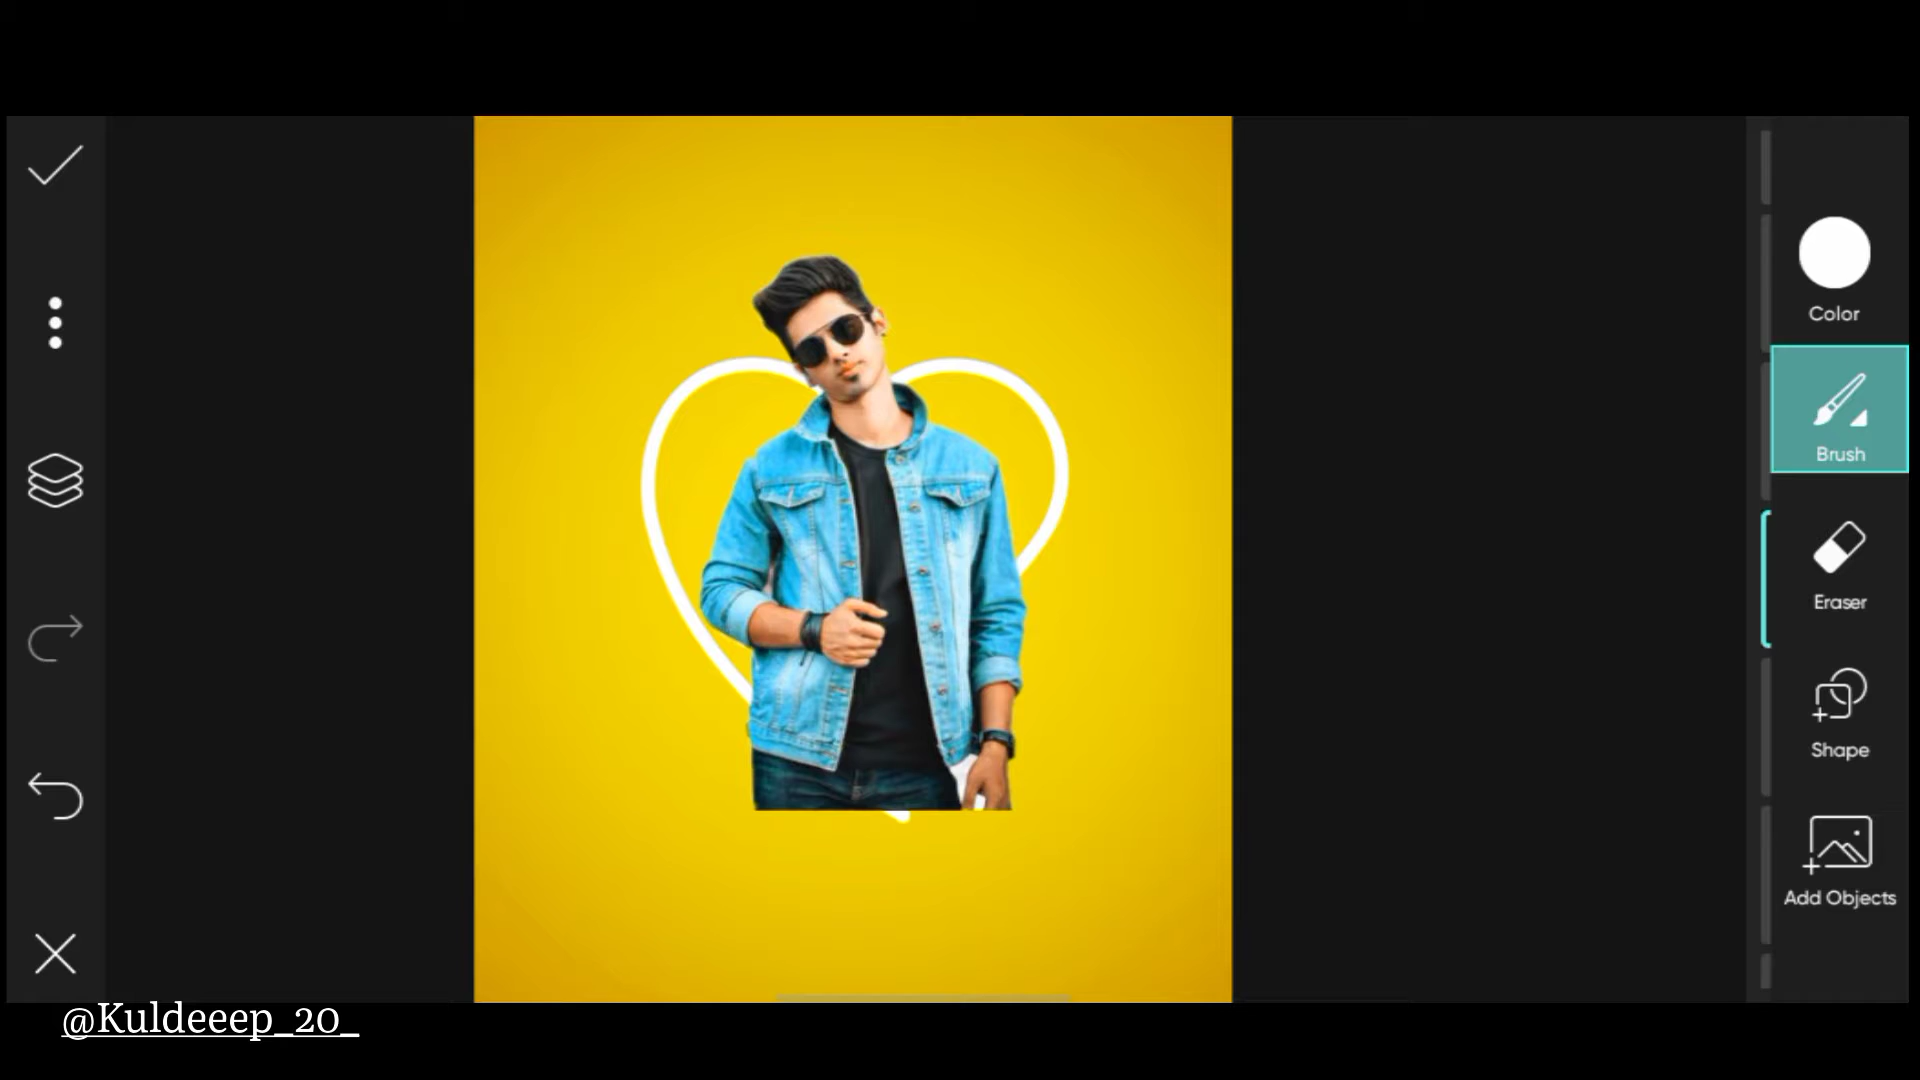 Color
Brush
Eraser
Shape
Add Objects
@Kuldeeep_20_